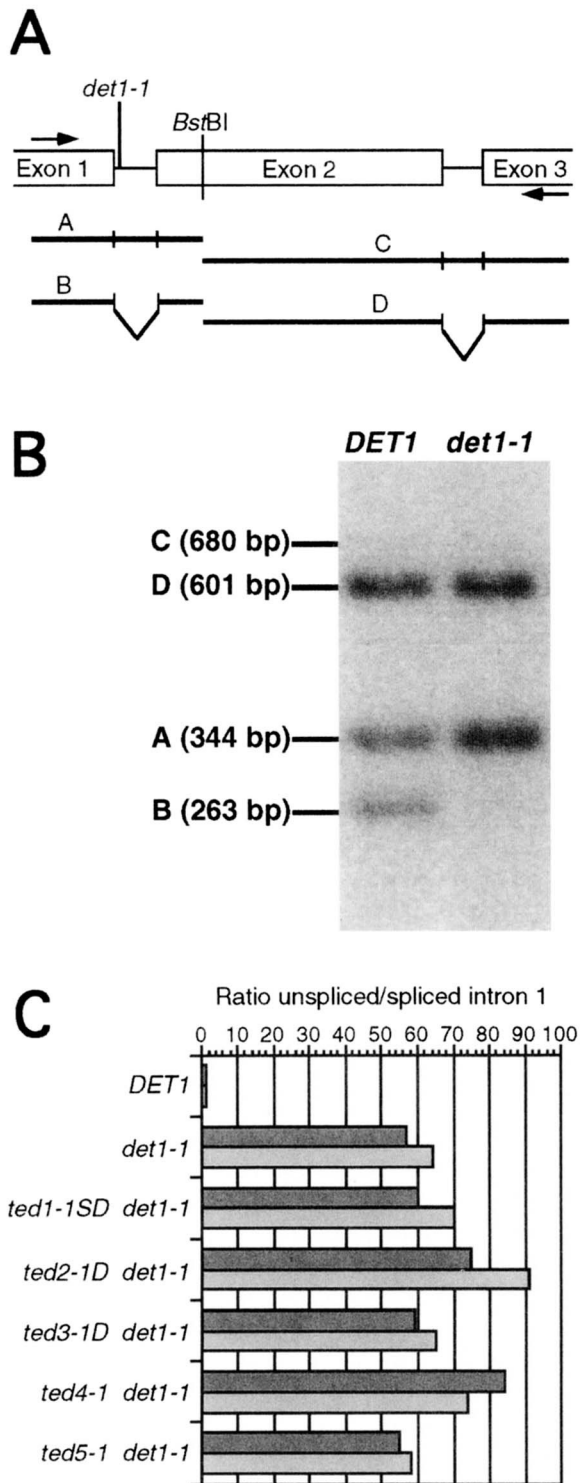 A
det1-1
BstBI
Exon 1
Exon 2
Exon 3
A
C
B
D
B
DET1 det1-1
C (680 bp)
D (601 bp)
A (344 bp)
B (263 bp)
C
Ratio unspliced/spliced intron 1
0 10 20 30 40 50 60 70 80 90 100
DET1
det1-1
ted1-1SD det1-1
ted2-1D det1-1
ted3-1D det1-1
ted4-1 det1-1
ted5-1 det1-1